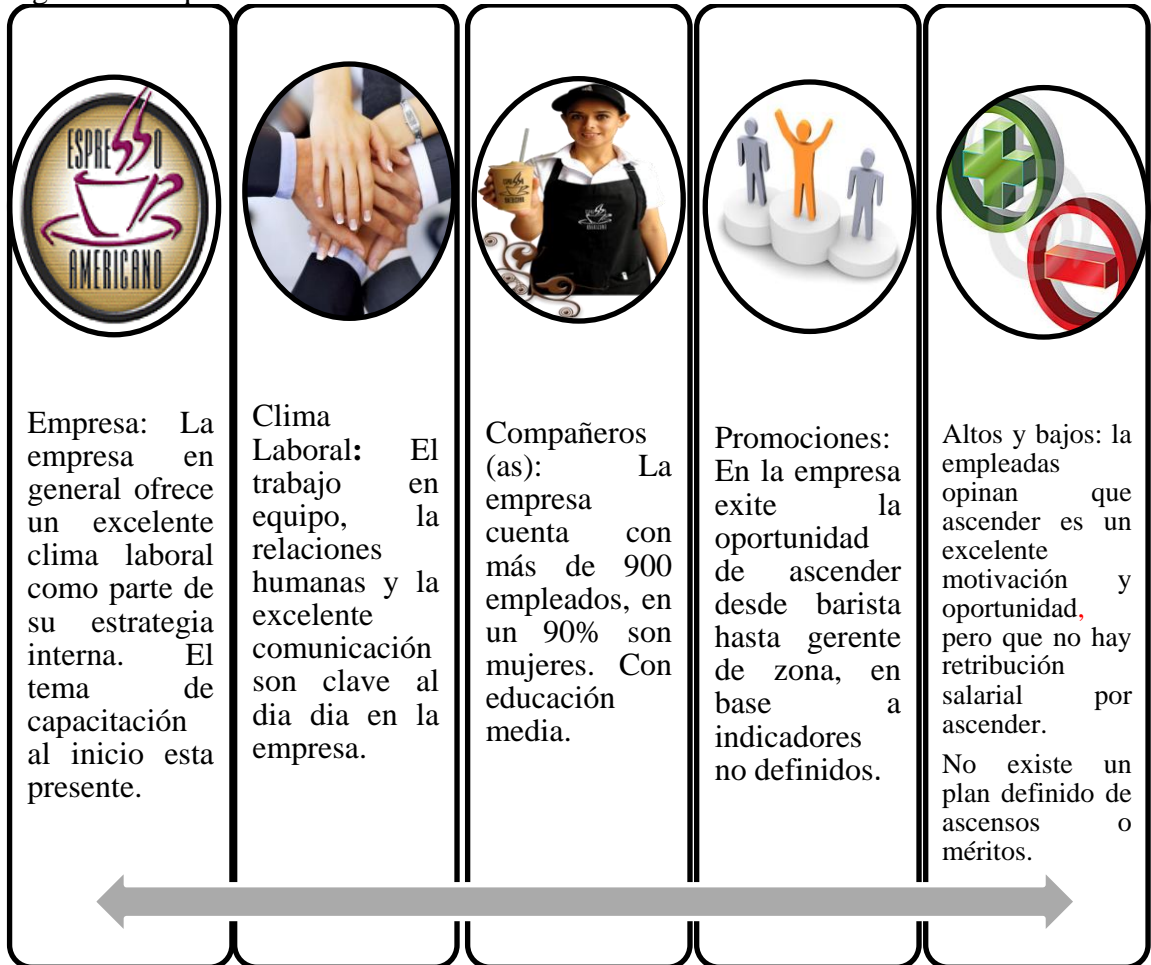 ESPRESSO
AMERICANO
Empresa: La
empresa en
general ofrece
un excelente
clima laboral
como parte de
su estrategia
interna. El
tema de
capacitación
al inicio esta
presente.
Clima
Laboral: El
trabajo en
equipo, la
relaciones
humanas y la
excelente
comunicación
son clave al
dia dia en la
empresa.
Compañeros
(as): La
empresa
cuenta con
más de 900
empleados, en
un 90% son
mujeres. Con
educación
media.
Promociones:
En la empresa
exite la
oportunidad
de ascender
desde barista
hasta gerente
de zona, en
base a
indicadores
no definidos.
Altos y bajos: la
empleadas
opinan que
ascender es un
excelente
motivación y
oportunidad,
pero que no hay
retribución
salarial por
ascender.
No existe un
plan definido de
ascensos o
méritos.